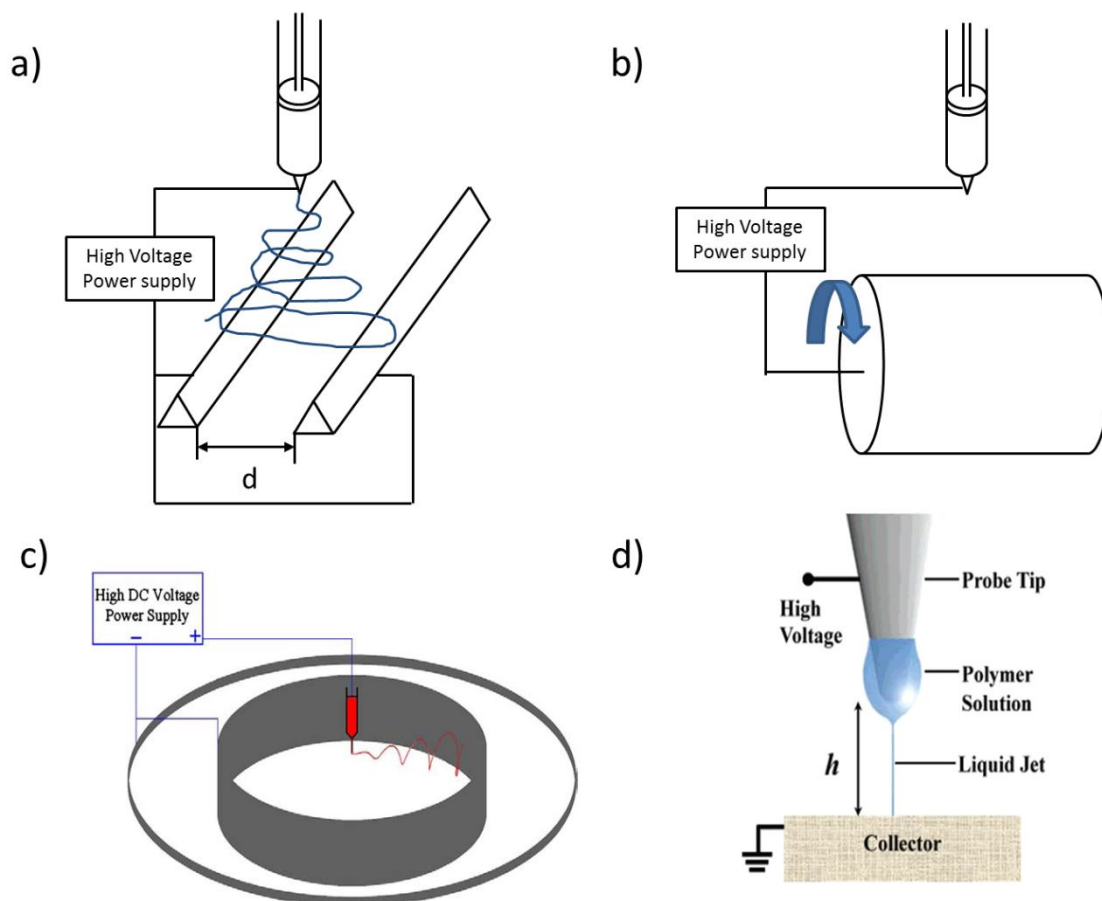 a)
High Voltage
Power supply
d
b)
High Voltage
Power supply
c)
High DC Voltage
Power Supply
− +
d)
Probe Tip
High
Voltage
Polymer
Solution
h
Liquid Jet
Collector